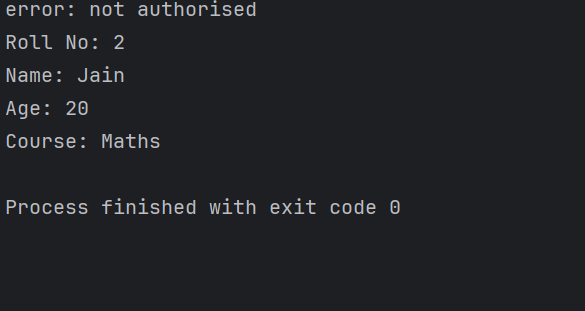 error: not authorised
Roll No: 2
Name: Jain
Age: 20
Course: Maths
Process finished with exit code 0